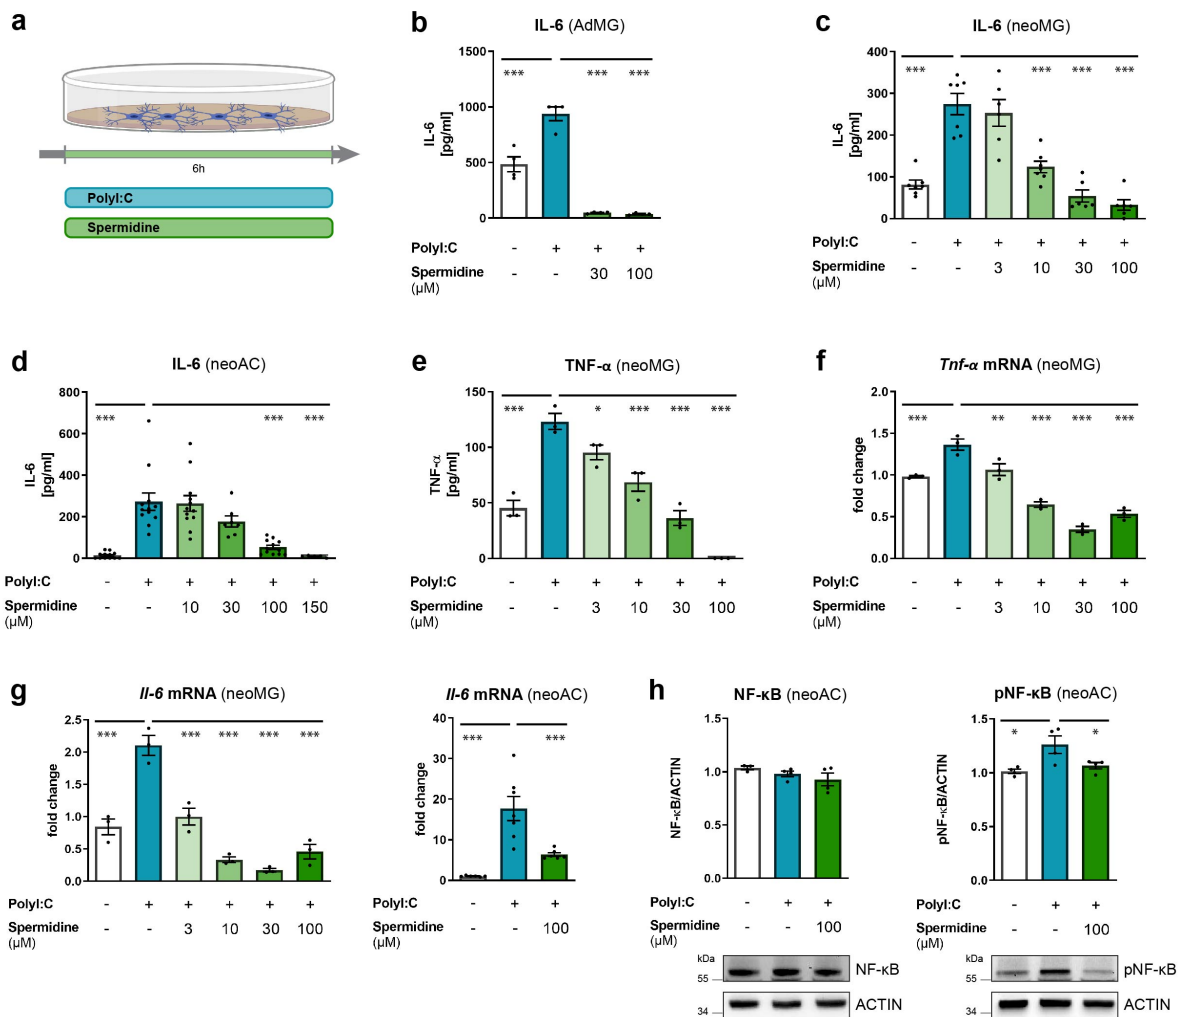 a
6h
PolyI:C
Spermidine
b
IL-6 (AdMG)
1500
1000
500
0
IL-6
[pg/ml]
*** *** ***
PolyI:C - + + +
Spermidine - - 30 100
(µM)
c
IL-6 (neoMG)
400
300
200
100
0
IL-6
[pg/ml]
*** *** *** ***
PolyI:C - + + + + +
Spermidine - - 3 10 30 100
(µM)
d
IL-6 (neoAC)
800
600
400
200
0
IL-6
[pg/ml]
*** *** ***
PolyI:C - + + + + +
Spermidine - - 10 30 100 150
(µM)
e
TNF-α (neoMG)
150
100
50
0
TNF-α
[pg/ml]
*** * *** *** ***
PolyI:C - + + + + +
Spermidine - - 3 10 30 100
(µM)
f
Tnf-α mRNA (neoMG)
2.0
1.5
1.0
0.5
0.0
fold change
*** ** *** *** ***
PolyI:C - + + + + +
Spermidine - - 3 10 30 100
(µM)
g
Il-6 mRNA (neoMG)
2.5
2.0
1.5
1.0
0.5
0.0
fold change
*** *** *** *** ***
PolyI:C - + + + + +
Spermidine - - 3 10 30 100
(µM)
Il-6 mRNA (neoAC)
40
30
20
10
0
fold change
*** ***
PolyI:C - + +
Spermidine - - 100
(µM)
h
NF-κB (neoAC)
1.5
1.0
0.5
0.0
NF-κB/ACTIN
PolyI:C - + +
Spermidine - - 100
(µM)
kDa
55
NF-κB
34
ACTIN
pNF-κB (neoAC)
1.5
1.0
0.5
0.0
pNF-κB/ACTIN
* *
PolyI:C - + +
Spermidine - - 100
(µM)
kDa
55
pNF-κB
34
ACTIN